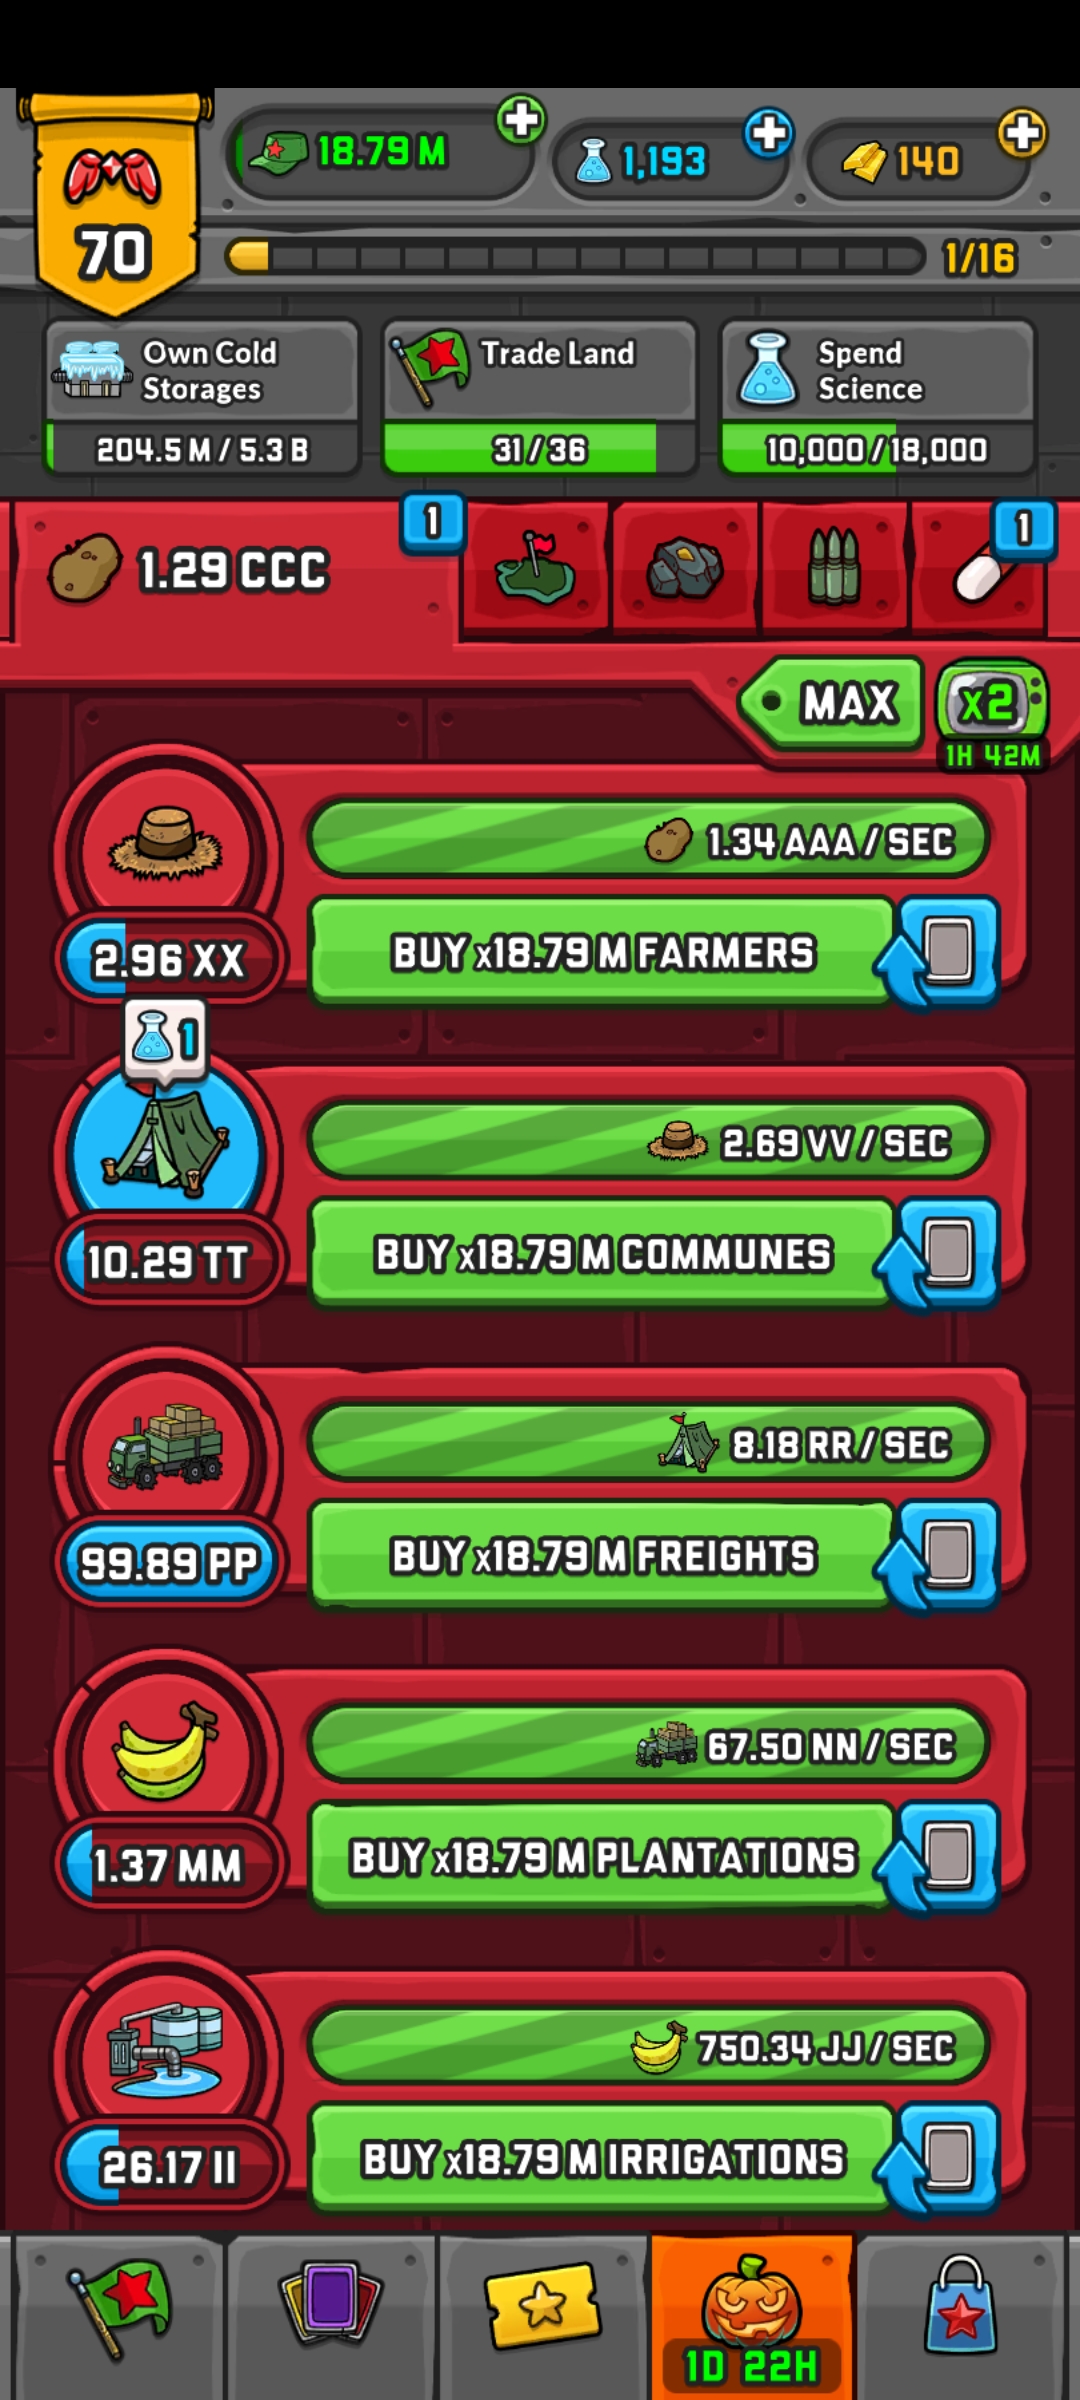 18.79 M
1,193
140
70
1/16
Own Cold
Storages
204.5 M / 5.3 B
Trade Land
31 / 36
Spend
Science
10,000 / 18,000
1.29 CCC
1
1
MAX
x2
1H 42M
1.34 AAA / SEC
BUY x18.79 M FARMERS
2.96 XX
1
2.69 VV / SEC
BUY x18.79 M COMMUNES
10.29 TT
8.18 RR / SEC
BUY x18.79 M FREIGHTS
99.89 PP
67.50 NN / SEC
BUY x18.79 M PLANTATIONS
1.37 MM
750.34 JJ / SEC
BUY x18.79 M IRRIGATIONS
26.17 II
1D 22H